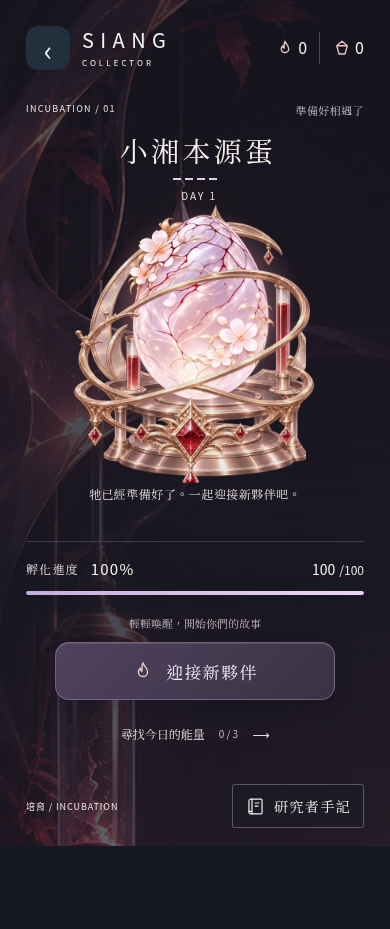 ‹
SIANG
COLLECTOR
0
0
INCUBATION / 01
準備好相遇了
小湘本源蛋
DAY 1
牠已經準備好了。一起迎接新夥伴吧。
孵化進度 100%
100 /100
輕輕喚醒，開始你們的故事
迎接新夥伴
尋找今日的能量 0 / 3 →
培育 / INCUBATION
研究者手記